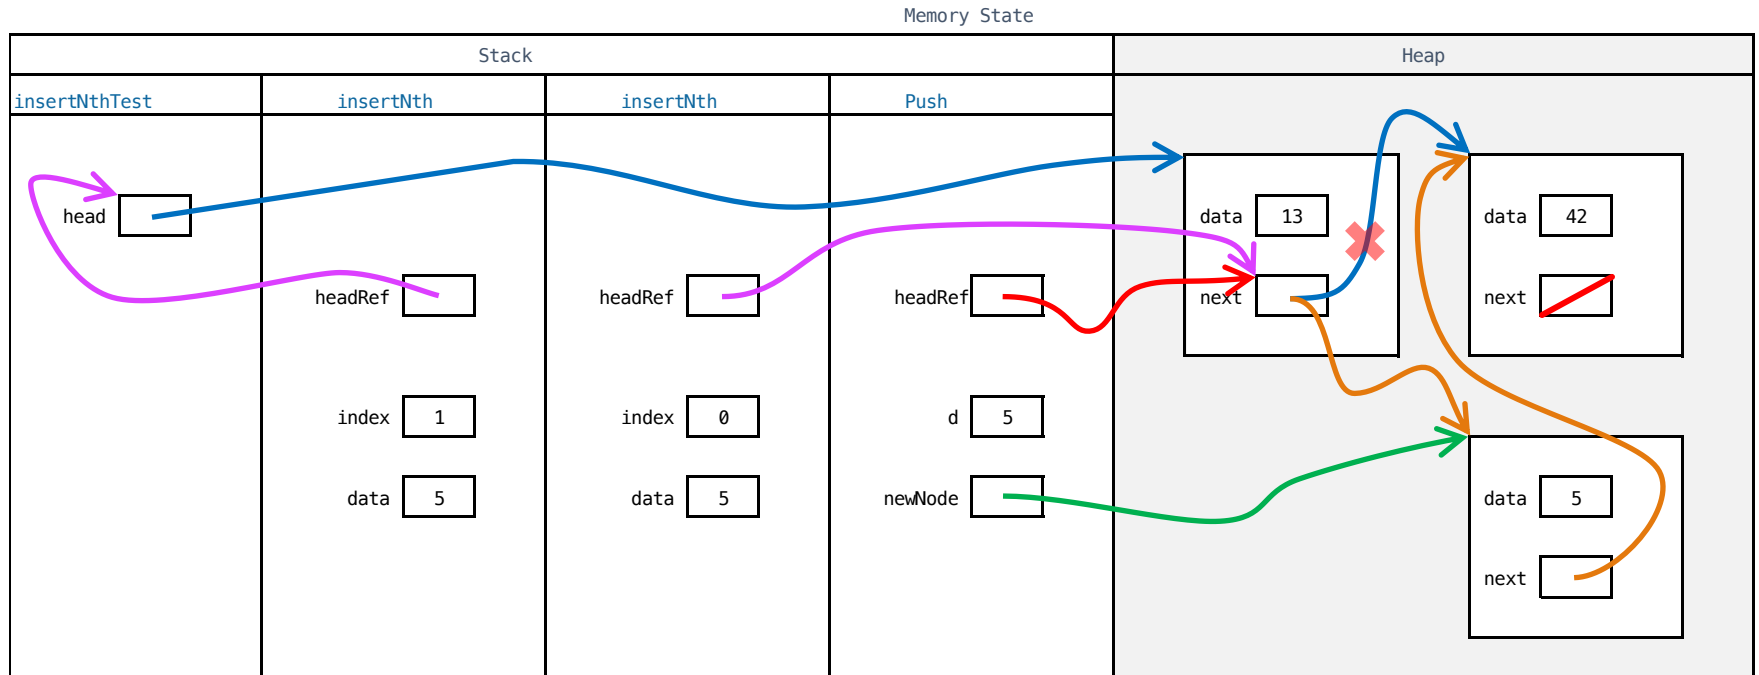 Memory State
Stack Heap
insertNthTest insertNth insertNth Push
head
data 13
data 42
headRef
headRef
headRef
next
next
index 1
index 0
d 5
data 5
data 5
newNode
data 5
next